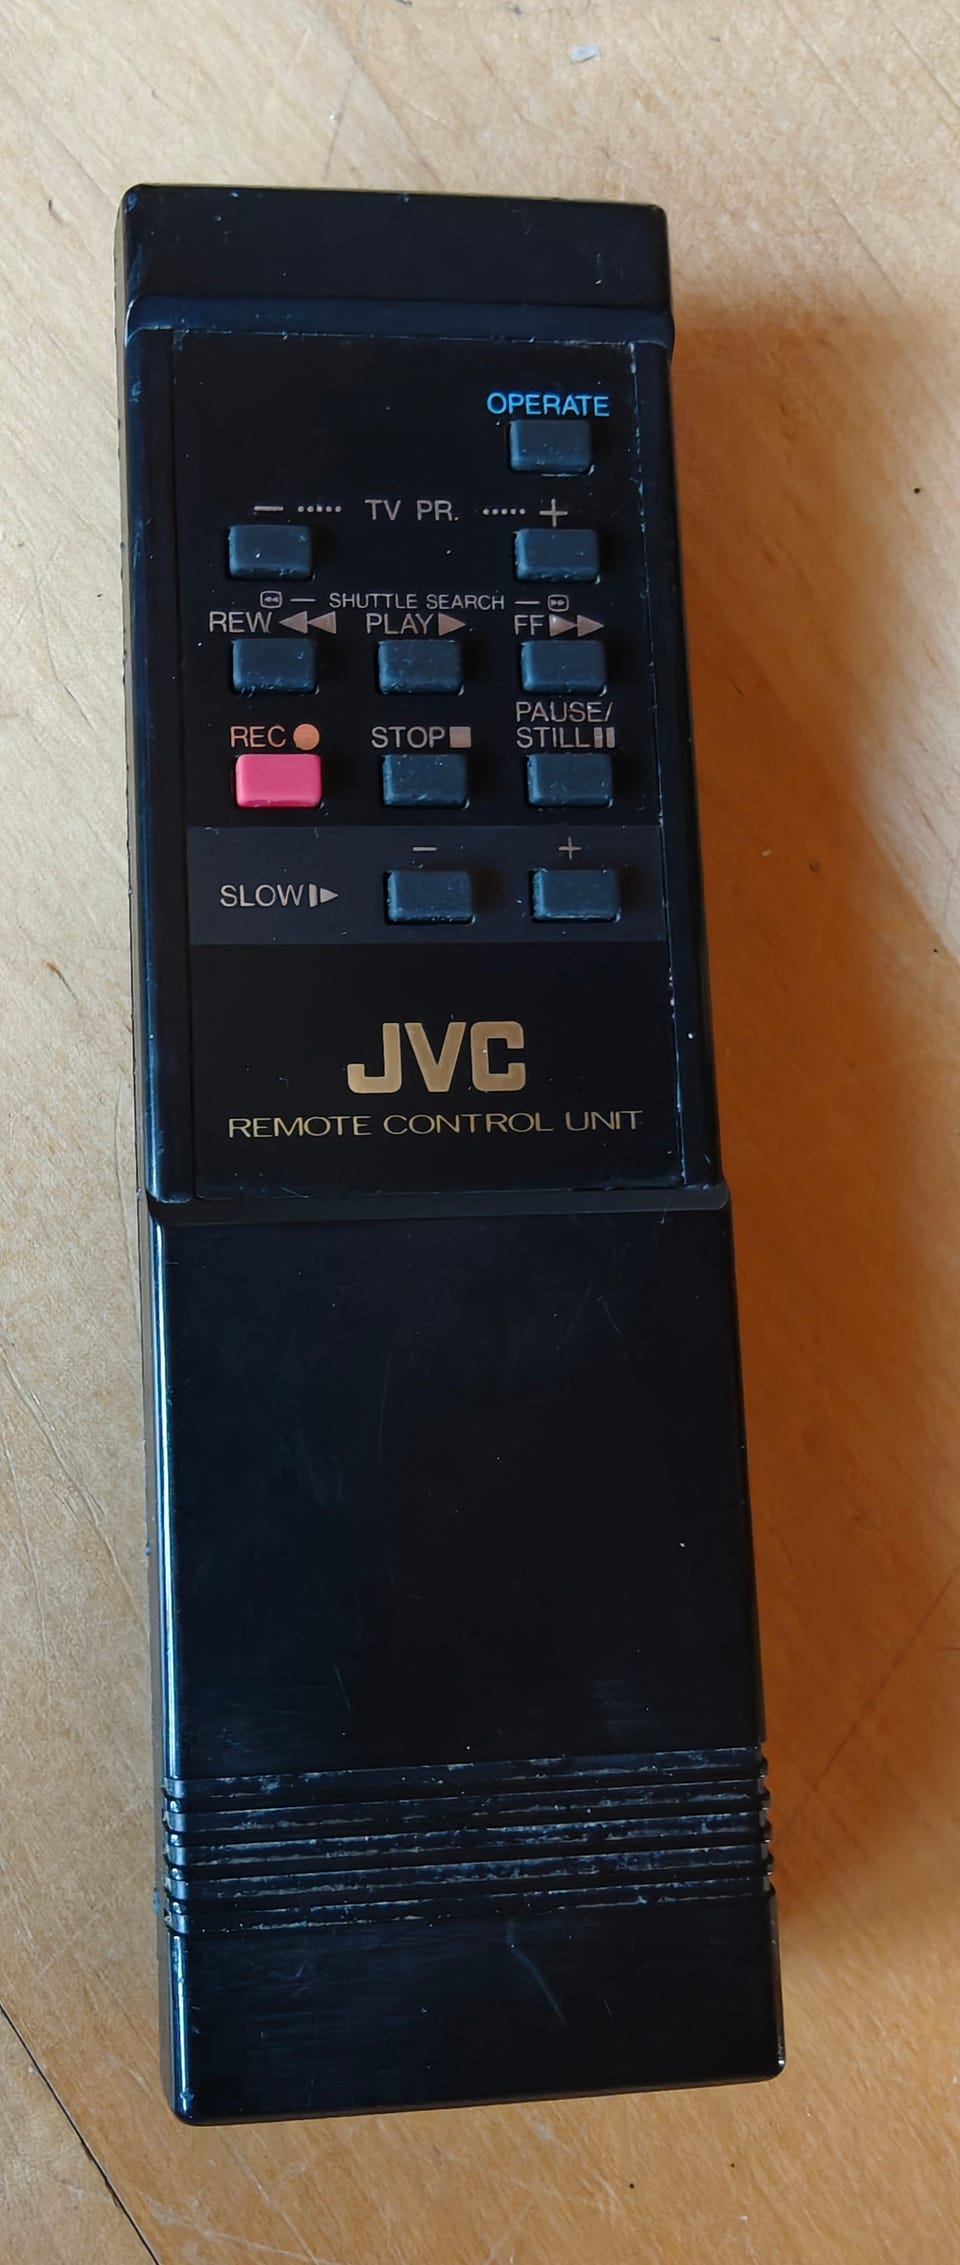 OPERATE
− ..... TV PR. ..... +
◀◀ — SHUTTLE SEARCH — ▶▶
REW ◀◀ PLAY ▶ FF ▶▶
REC ● STOP ■ PAUSE/
STILL ❚❚
SLOW ❙▶ − +
JVC
REMOTE CONTROL UNIT